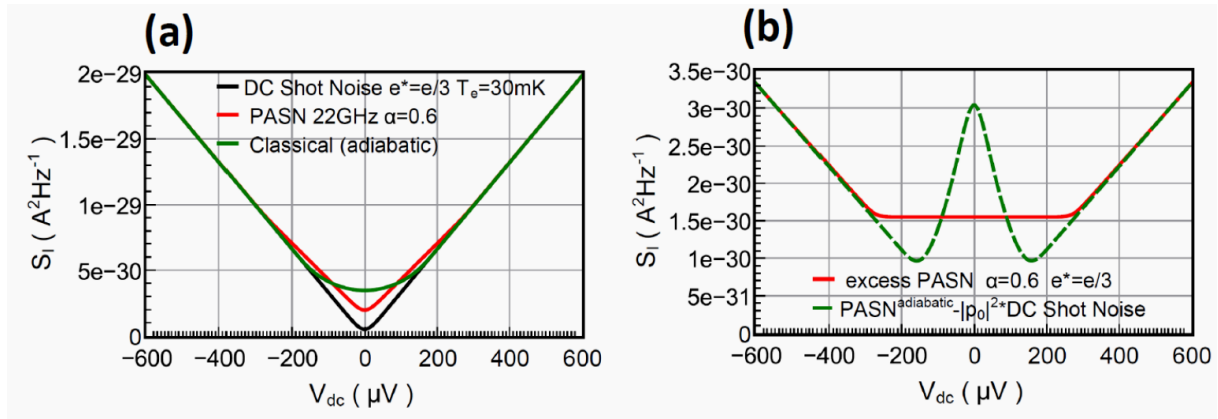 (a)
2e−29
1.5e−29
1e−29
5e−30
0
S_I ( A²Hz⁻¹ )
DC Shot Noise e*=e/3 T_e=30mK
PASN 22GHz α=0.6
Classical (adiabatic)
−600 −400 −200 0 200 400 600
V_dc ( μV )
(b)
3.5e−30
3e−30
2.5e−30
2e−30
1.5e−30
1e−30
5e−31
0
S_I ( A²Hz⁻¹ )
excess PASN α=0.6 e*=e/3
PASN^adiabatic-|p₀|²*DC Shot Noise
−600 −400 −200 0 200 400 600
V_dc ( μV )